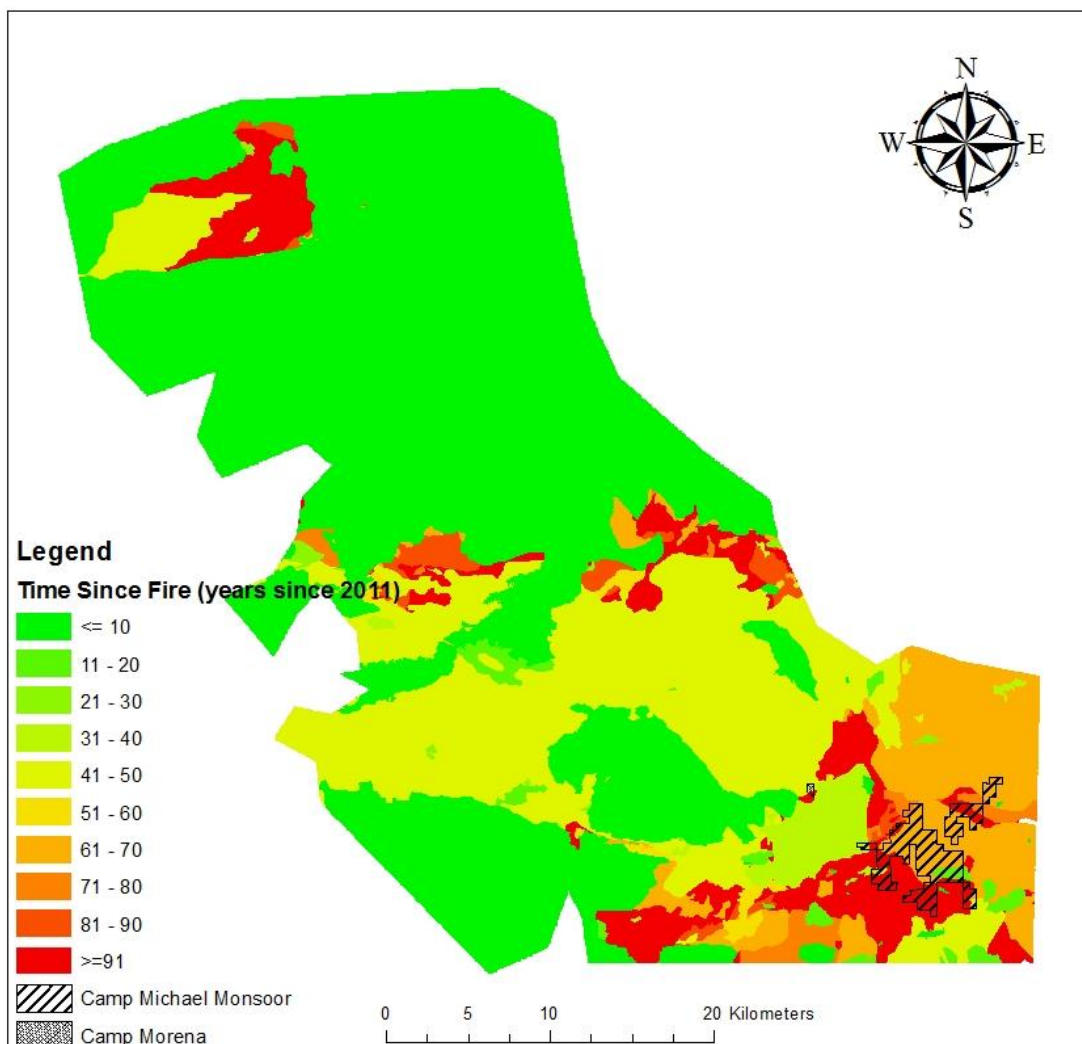 N
W E
S
Legend
Time Since Fire (years since 2011)
<= 10
11 - 20
21 - 30
31 - 40
41 - 50
51 - 60
61 - 70
71 - 80
81 - 90
>=91
Camp Michael Monsoor
Camp Morena
0 5 10 20 Kilometers